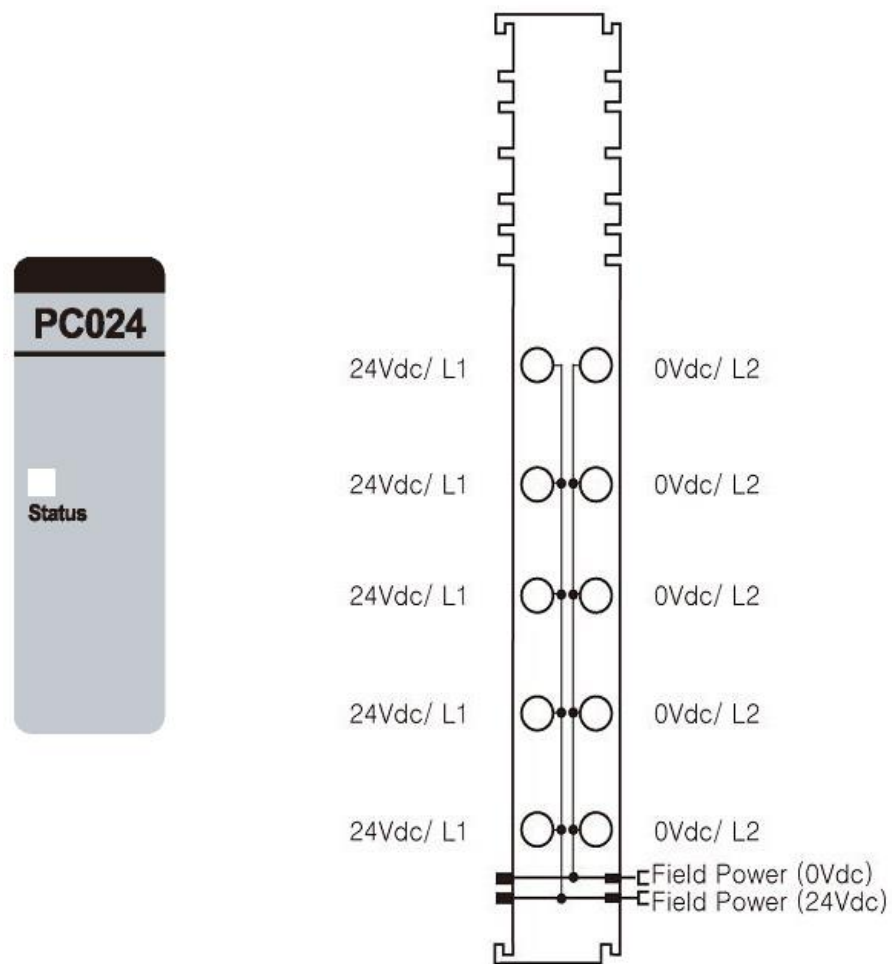 PC024
Status
24Vdc/ L1 0Vdc/ L2
24Vdc/ L1 0Vdc/ L2
24Vdc/ L1 0Vdc/ L2
24Vdc/ L1 0Vdc/ L2
24Vdc/ L1 0Vdc/ L2
Field Power (0Vdc)
Field Power (24Vdc)